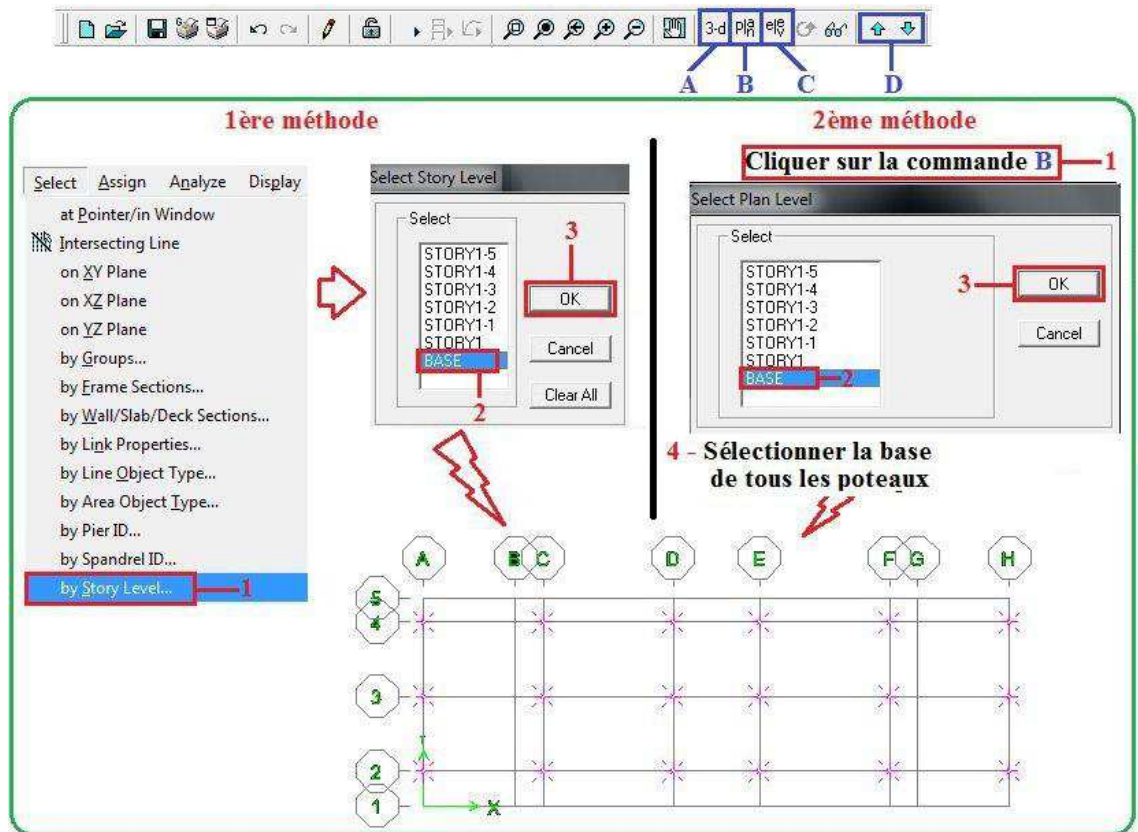 3-d plan elev
A B C D
1ère méthode
2ème méthode
Cliquer sur la commande B 1
Select Assign Analyze Display
at Pointer/in Window
Intersecting Line
on XY Plane
on XZ Plane
on YZ Plane
by Groups...
by Frame Sections...
by Wall/Slab/Deck Sections...
by Link Properties...
by Line Object Type...
by Area Object Type...
by Pier ID...
by Spandrel ID...
by Story Level... 1
Select Story Level
Select
STORY1-5
STORY1-4
STORY1-3
STORY1-2
STORY1-1
STORY1
BASE
2
3
OK
Cancel
Clear All
Select Plan Level
Select
STORY1-5
STORY1-4
STORY1-3
STORY1-2
STORY1-1
STORY1
BASE 2
3 OK
Cancel
4 - Sélectionner la base
de tous les poteaux
A B C D E F G H
5
4
3
2
1
Y
X